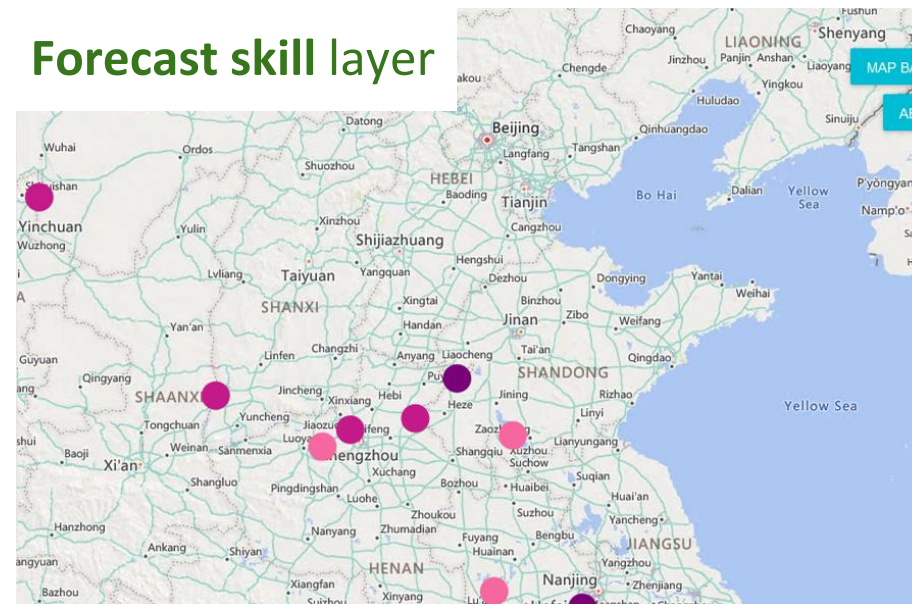 Forecast skill layer
Fushun
Chaoyang
Shenyang
LIAONING
Jinzhou
Panjin
Anshan
Liaoyang
MAP BA
akou
Chengde
Yingkou
Huludao
AB
Datong
Beijing
Qinhuangdao
Sinuiju
Wuhai
Ordos
Langfang
Tangshan
Shuozhou
HEBEI
Baoding
Tianjin
Bo Hai
Dalian
Yellow
Sea
P'yŏngyan
Namp'o
Yinchuan
Wuzhong
Yulin
Xinzhou
Cangzhou
Shijiazhuang
Hengshui
Lvliang
Taiyuan
Yangquan
Dezhou
Dongying
Yantai
Weihai
SHANXI
Xingtai
Binzhou
Zibo
Jinan
Weifang
Yan'an
Handan
Guyuan
Linfen
Changzhi
Anyang
Liaocheng
Tai'an
Qingdao
Qingyang
SHANDONG
Jincheng
Hebi
Heze
Jining
Rizhao
Xinxiang
Yuncheng
Linyi
Yellow Sea
Tongchuan
Weinan
Sanmenxia
Lianyungang
Baoji
Xi'an
Shangqiu
Xuzhou
Suchow
Xuchang
Shangluo
Pingdingshan
Luohe
Bozhou
Huaibei
Suqian
Huai'an
Zhoukou
Suzhou
Yancheng
Hanzhong
Nanyang
Zhumadian
Fuyang
Bengbu
Ankang
Shiyan
Huainan
JIANGSU
HENAN
Yangzhou
Nanjing
Zhenjiang
Xiangfan
Bazhou
Suizhou
Xinyang